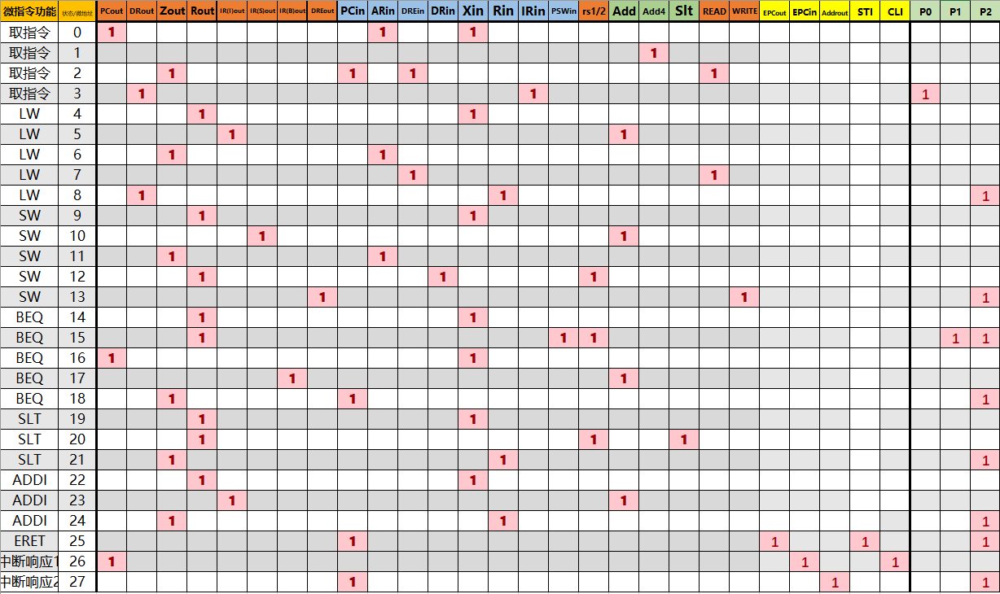 微指令功能 状态/微地址 PCout DRout Zout Rout IR(I)out IR(S)out IR(B)out DREout PCin ARin DREin DRin Xin Rin IRin PSWin rs1/2 Add Add4 Slt READ WRITE EPCout EPCin Addrout STI CLI P0 P1 P2
取指令 0 1 1 1
取指令 1 1
取指令 2 1 1 1 1
取指令 3 1 1 1
LW 4 1 1
LW 5 1 1
LW 6 1 1
LW 7 1 1
LW 8 1 1 1
SW 9 1 1
SW 10 1 1
SW 11 1 1
SW 12 1 1 1
SW 13 1 1 1
BEQ 14 1 1
BEQ 15 1 1 1 1 1
BEQ 16 1 1
BEQ 17 1 1
BEQ 18 1 1 1
SLT 19 1 1
SLT 20 1 1 1
SLT 21 1 1 1
ADDI 22 1 1
ADDI 23 1 1
ADDI 24 1 1 1
ERET 25 1 1 1 1
中断响应1 26 1 1 1
中断响应2 27 1 1 1